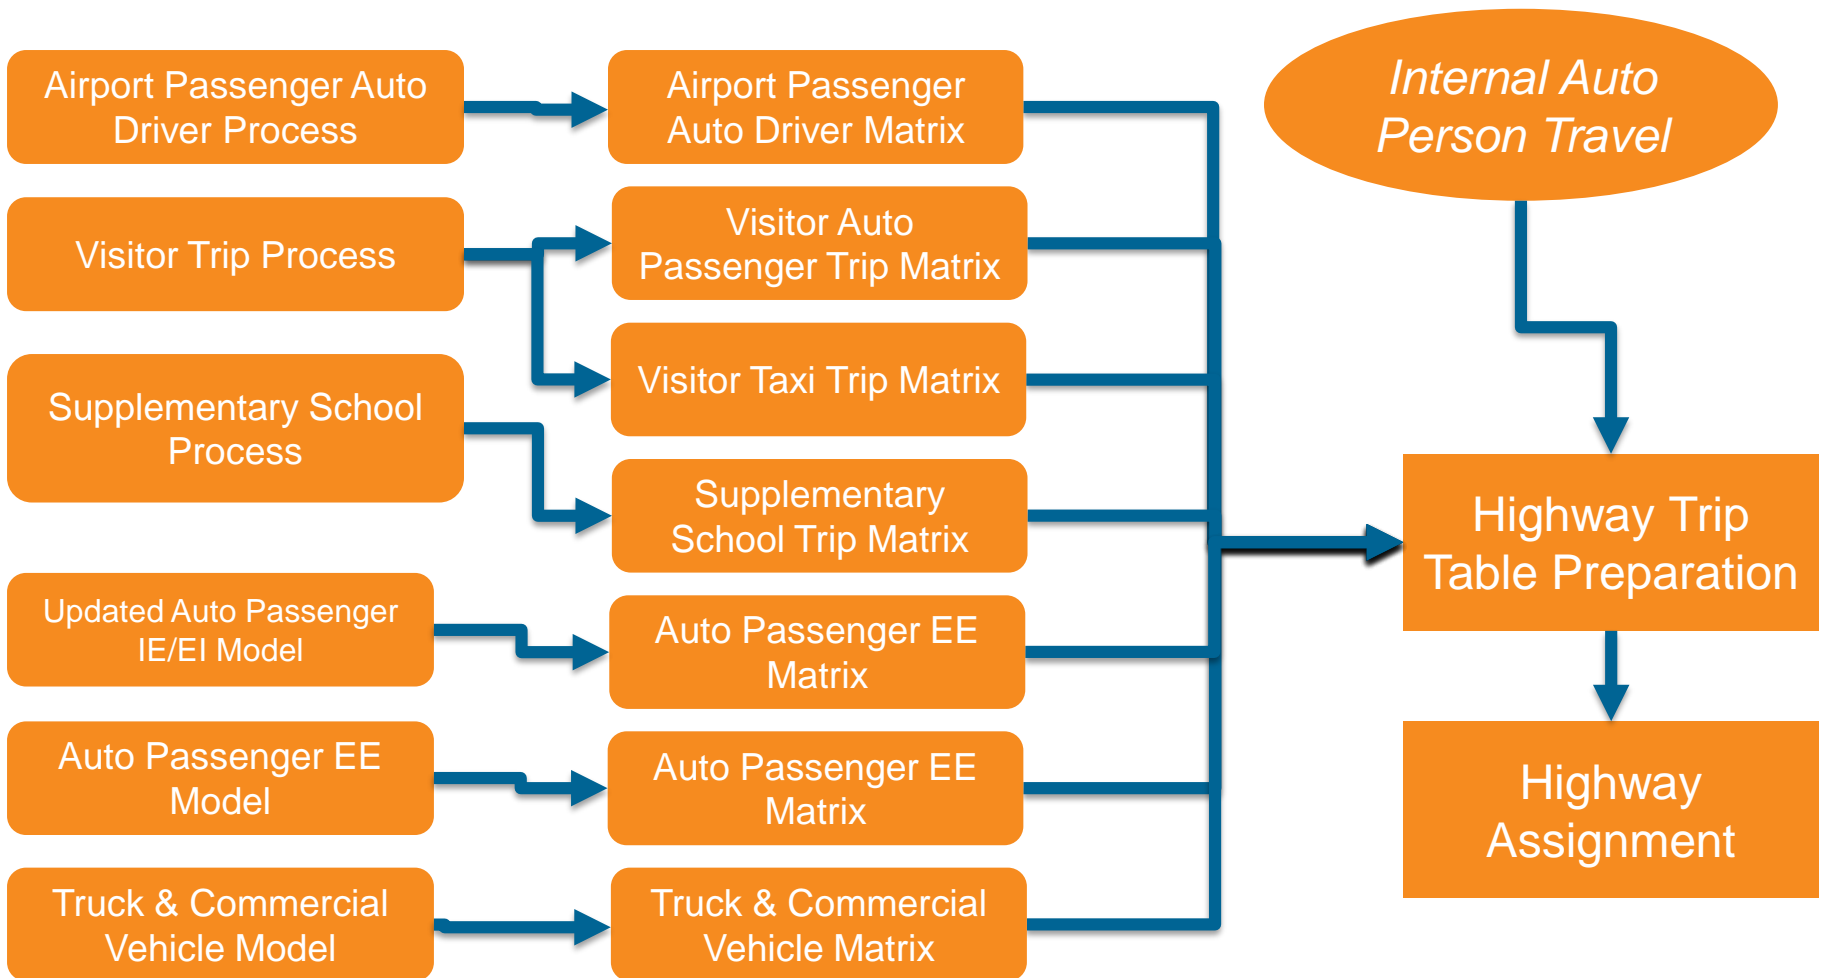 Airport Passenger Auto
Driver Process
Airport Passenger
Auto Driver Matrix
Internal Auto
Person Travel
Visitor Trip Process
Visitor Auto
Passenger Trip Matrix
Visitor Taxi Trip Matrix
Supplementary School
Process
Supplementary
School Trip Matrix
Highway Trip
Table Preparation
Updated Auto Passenger
IE/EI Model
Auto Passenger EE
Matrix
Auto Passenger EE
Model
Auto Passenger EE
Matrix
Highway
Assignment
Truck & Commercial
Vehicle Model
Truck & Commercial
Vehicle Matrix